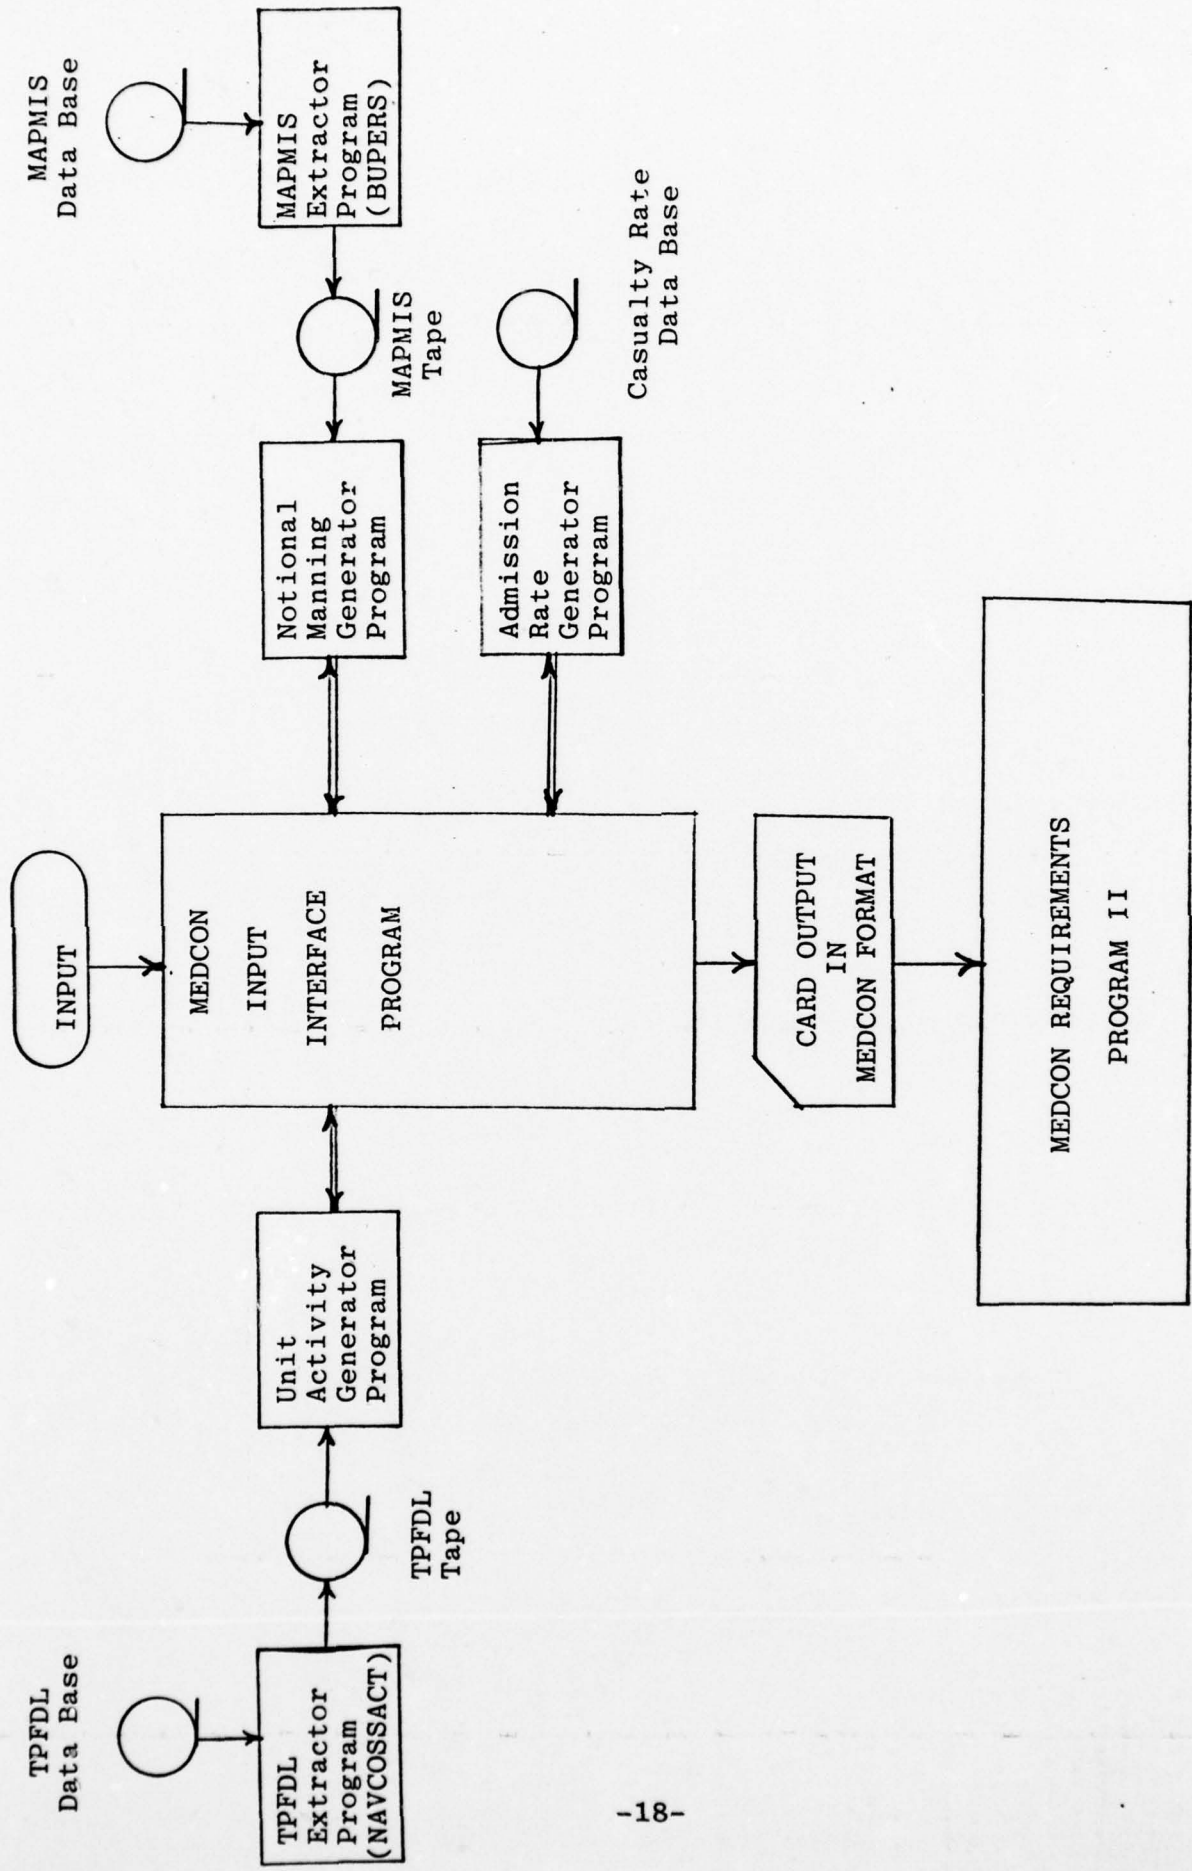 TPFDL
Data Base
TPFDL
Extractor
Program
(NAVCOSSACT)
TPFDL
Tape
Unit
Activity
Generator
Program
INPUT
MEDCON
INPUT
INTERFACE
PROGRAM
CARD OUTPUT
IN
MEDCON FORMAT
MEDCON REQUIREMENTS
PROGRAM II
Notional
Manning
Generator
Program
Admission
Rate
Generator
Program
MAPMIS
Tape
MAPMIS
Data Base
MAPMIS
Extractor
Program
(BUPERS)
Casualty Rate
Data Base
-18-